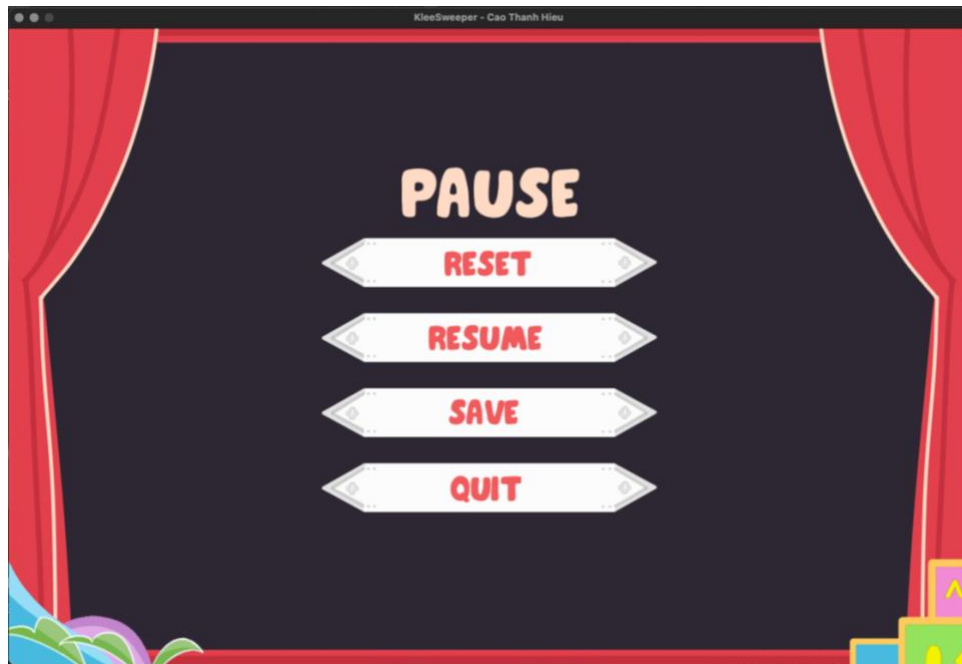 KleeSweeper - Cao Thanh Hieu
PAUSE
RESET
RESUME
SAVE
QUIT